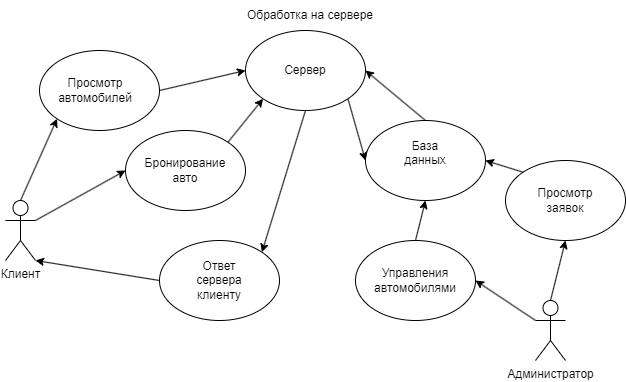 Обработка на сервере
Сервер
Просмотр
автомобилей
Бронирование
авто
База
данных
Просмотр
заявок
Клиент
Ответ
сервера
клиенту
Управления
автомобилями
Администратор